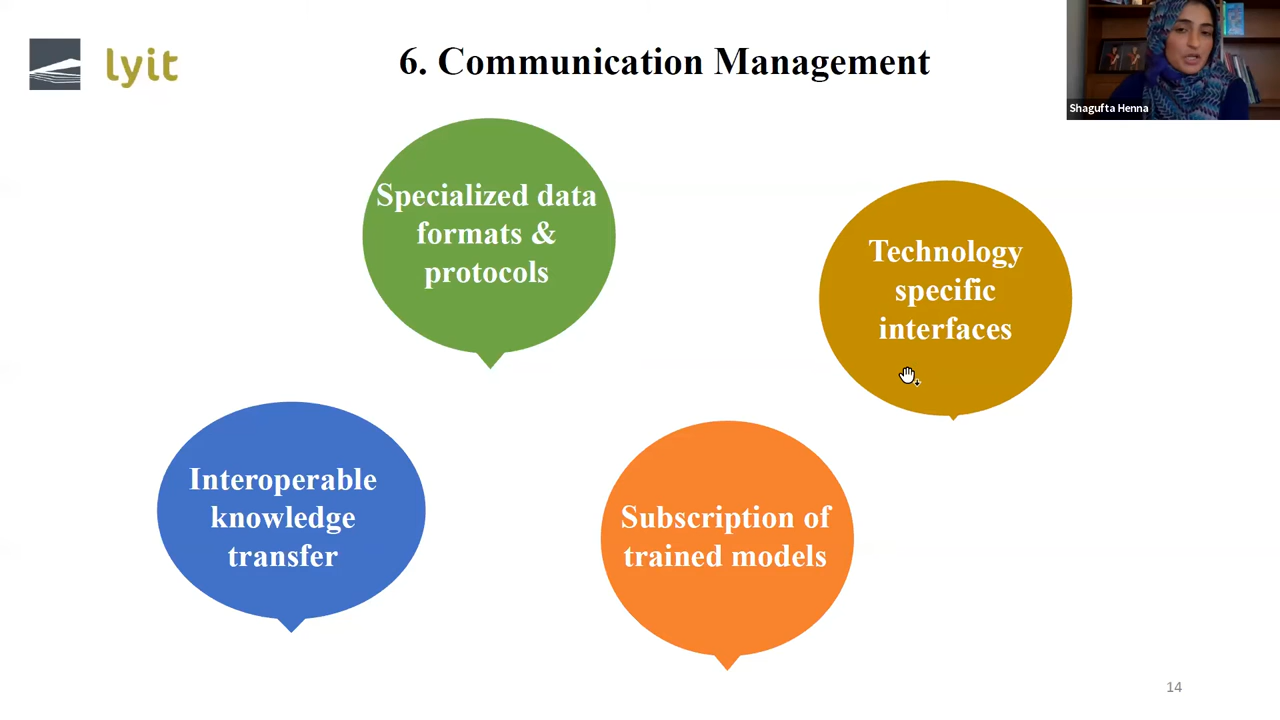 lyit
6. Communication Management
Shagufta Henna
Specialized data
formats &
protocols
Technology
specific
interfaces
Interoperable
knowledge
transfer
Subscription of
trained models
14